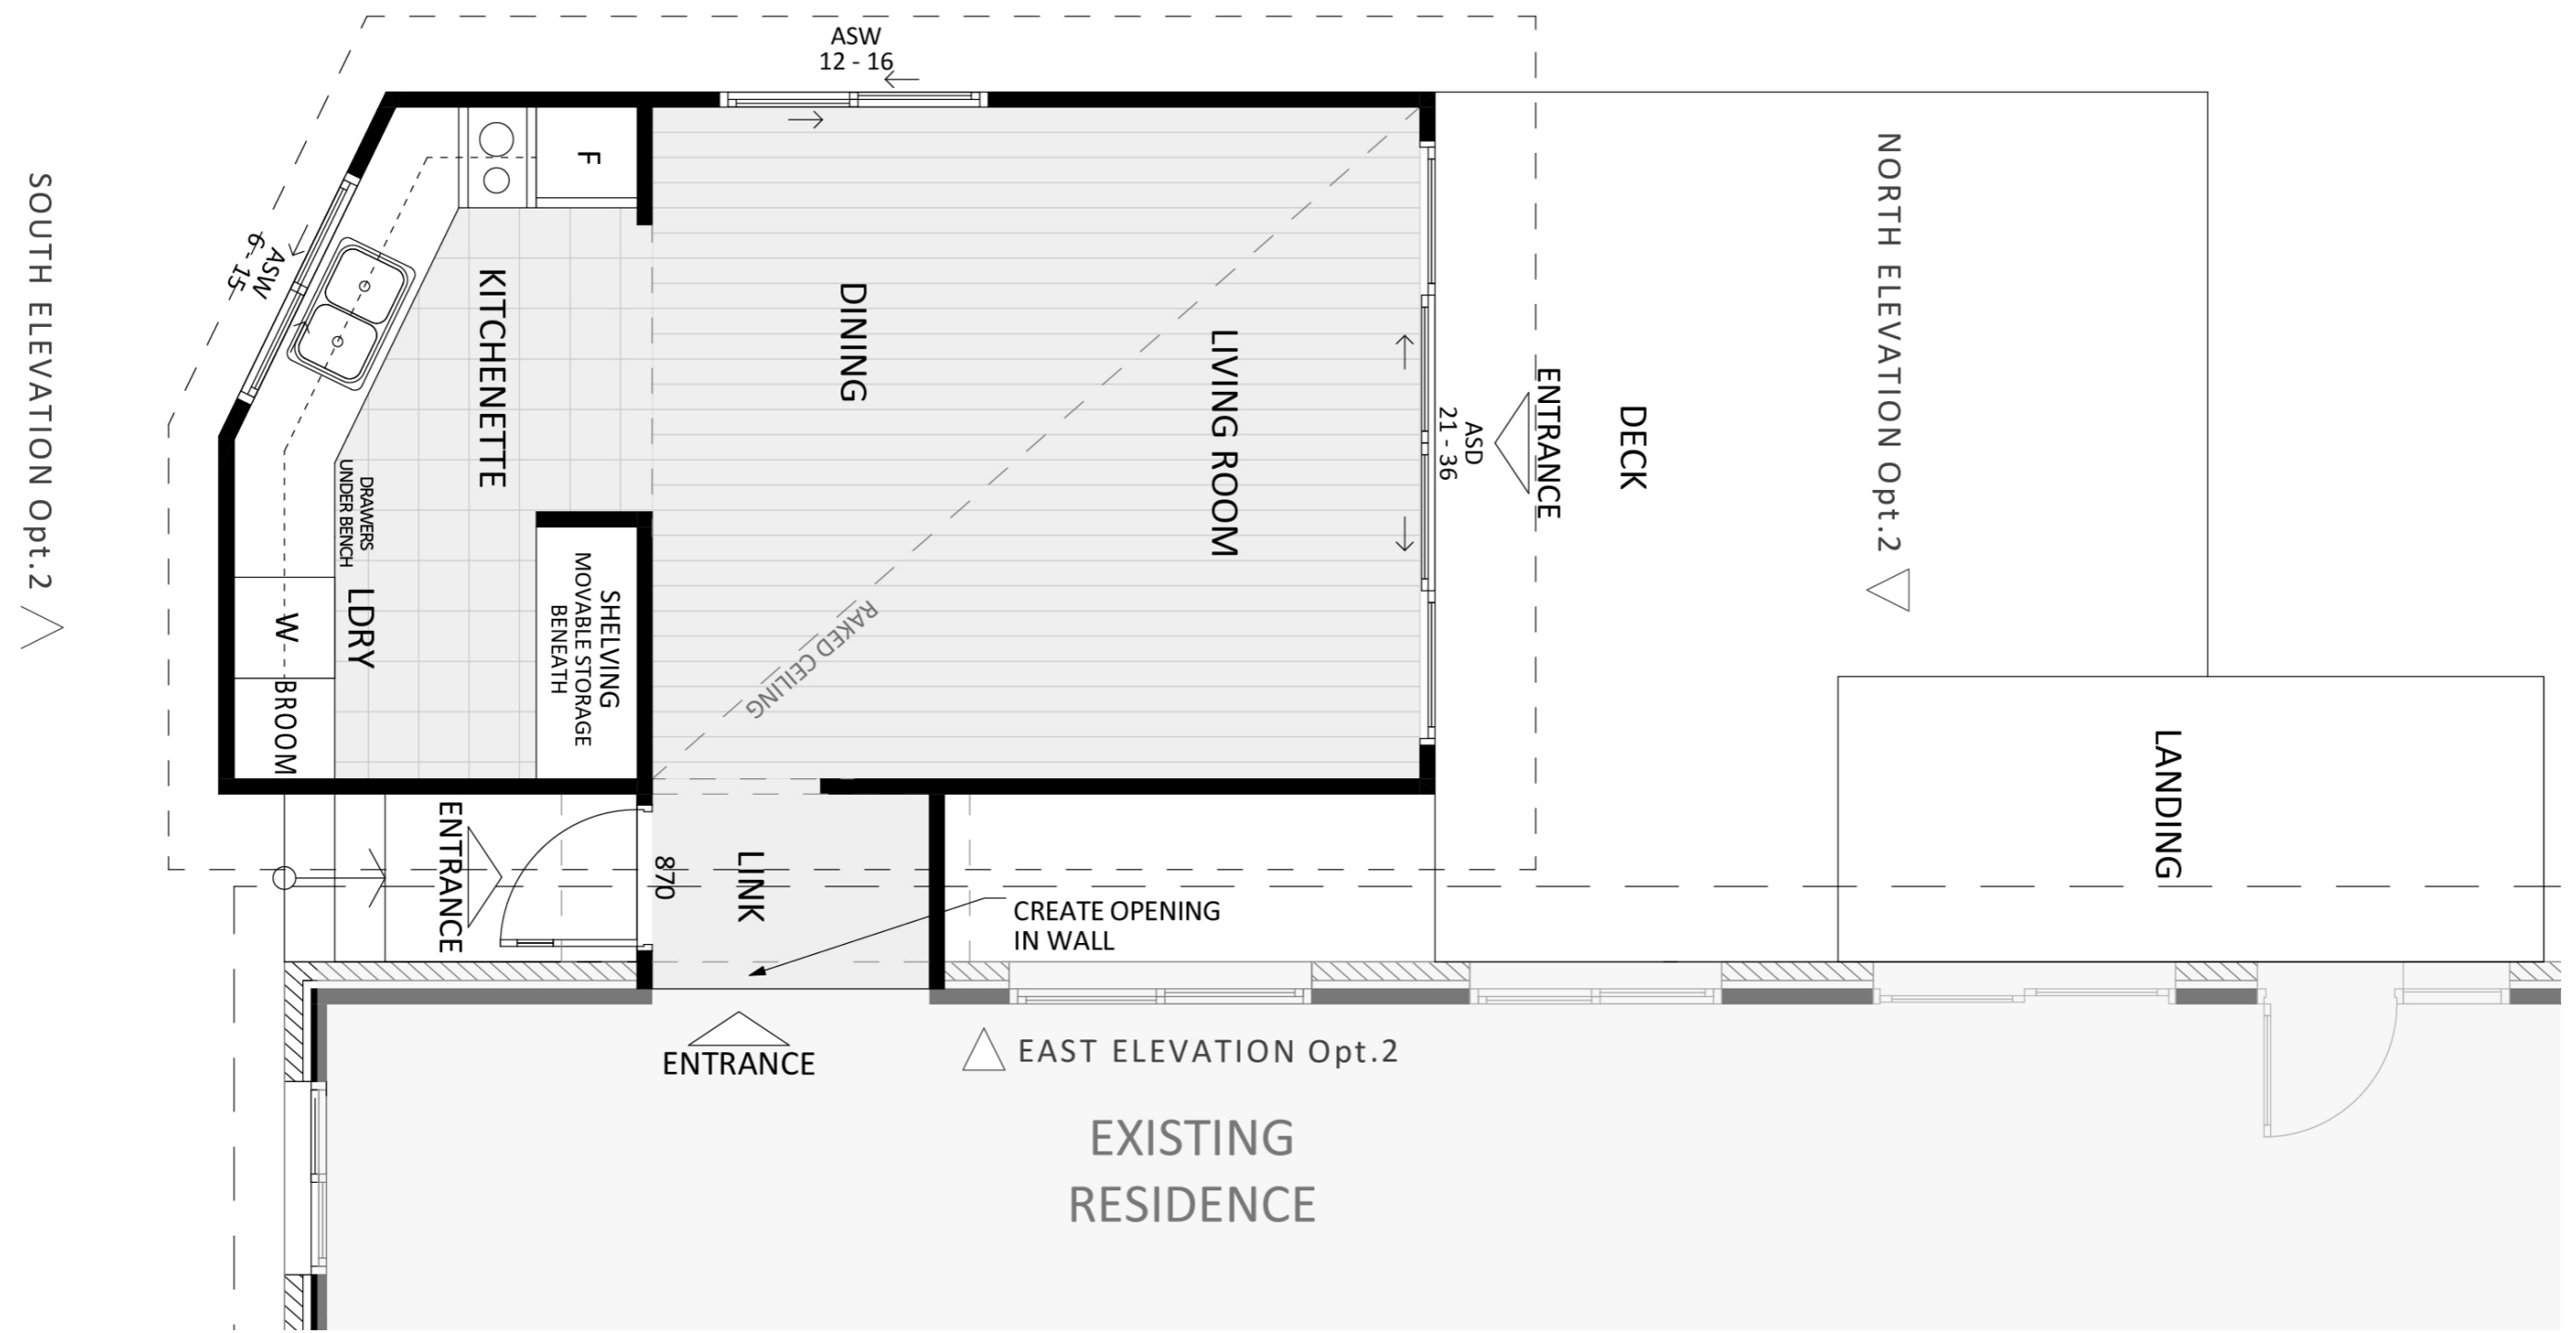 ASW
12 - 16
SOUTH ELEVATION Opt.2
ASW
6 - 15
F
KITCHENETTE
DINING
LIVING ROOM
ASD
21 - 36
ENTRANCE
DECK
NORTH ELEVATION Opt.2
DRAWERS
UNDER BENCH
LDRY
W
BROOM
SHELVING
MOVABLE STORAGE
BENEATH
RAKED CEILING
LANDING
ENTRANCE
870
LINK
CREATE OPENING
IN WALL
ENTRANCE
EAST ELEVATION Opt.2
EXISTING
RESIDENCE